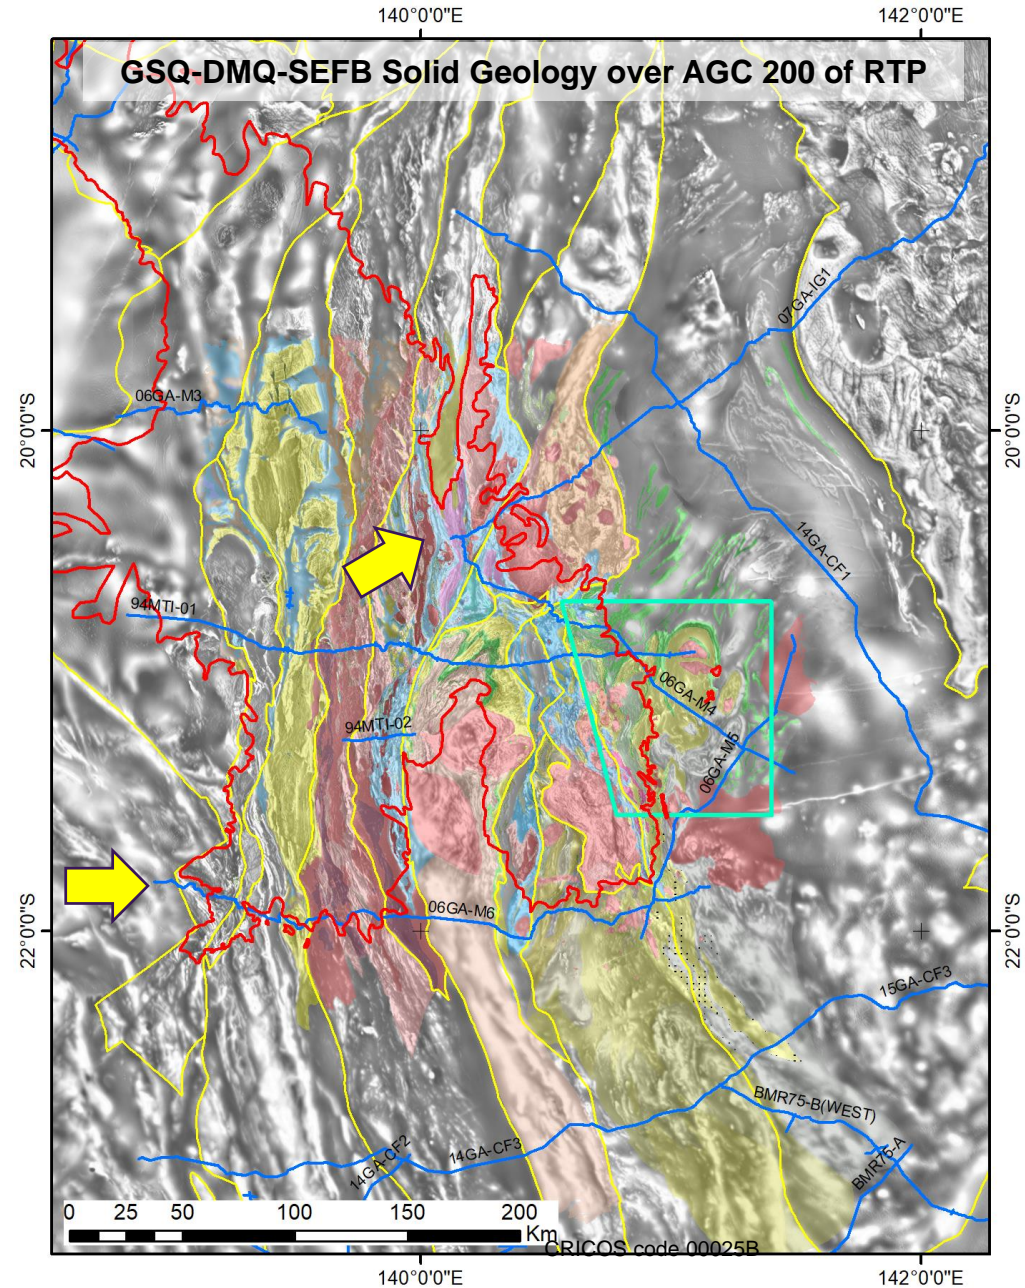 140°0'0"E
142°0'0"E
GSQ-DMQ-SEFB Solid Geology over AGC 200 of RTP
07GA-IG1
06GA-M3
20°0'0"S
20°0'0"S
14GA-CF1
94MTI-01
06GA-M4
94MTI-02
06GA-M5
06GA-M6
22°0'0"S
22°0'0"S
15GA-CF3
BMR75-B(WEST)
14GA-CF3
14GA-CF2
BMR75-A
0 25 50 100 150 200
Km
CRICOS code 00025B
140°0'0"E
142°0'0"E